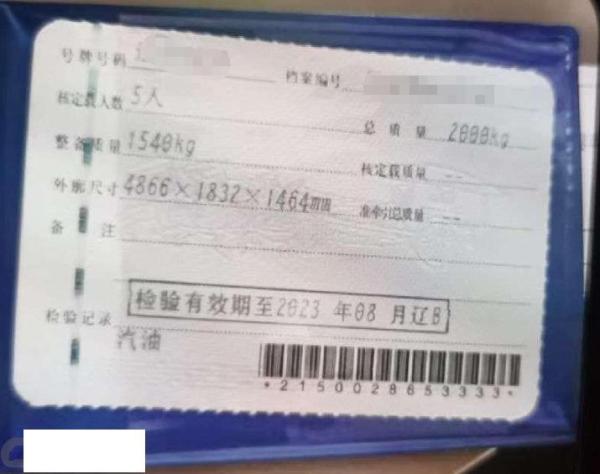 号牌号码
档案编号
核定载人数 5人
总质量 2000kg
整备质量 1540kg
核定载质量 --
外廓尺寸 4866×1832×1464mm
准牵引总质量 --
备注
检验有效期至2023年08月辽B
检验记录
汽油
*2150028653333*